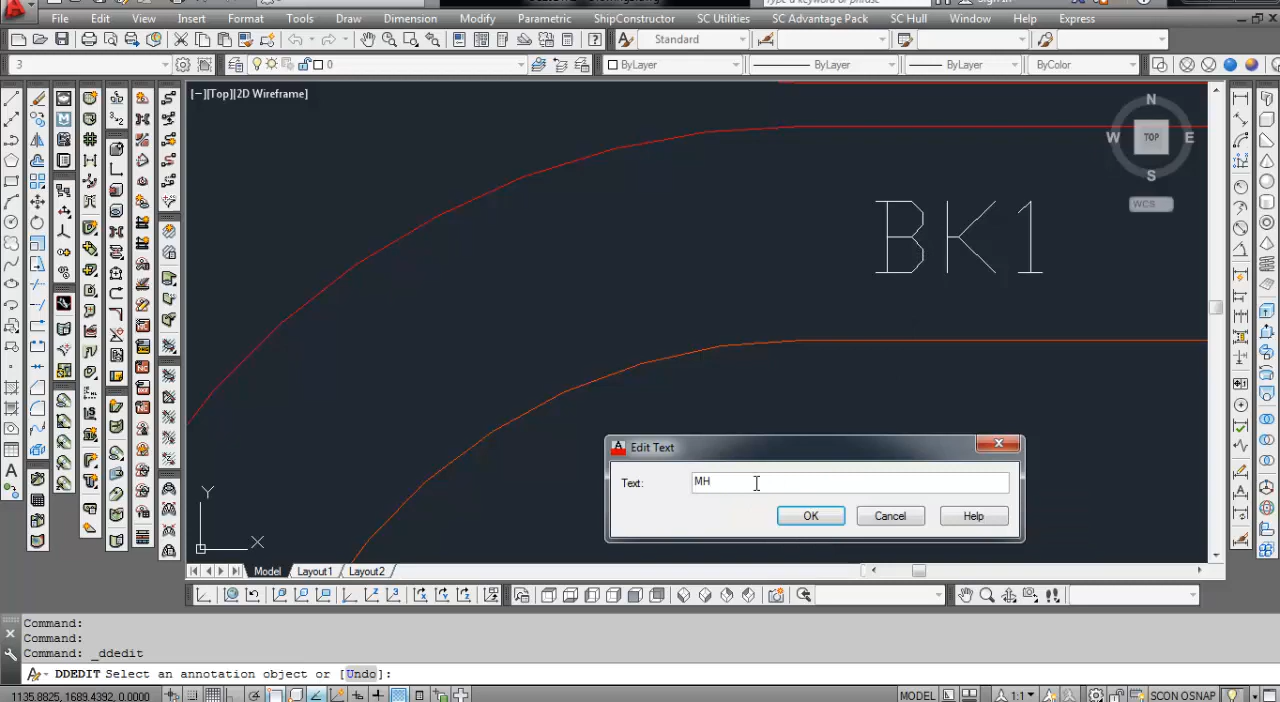 File Edit View Insert Format Tools Draw Dimension Modify Parametric ShipConstructor SC Utilities SC Advantage Pack SC Hull Window Help Express
Standard
3 0 ByLayer ByLayer ByLayer ByColor
[−][Top][2D Wireframe]
N
W TOP E
S
WCS
BK1
Edit Text
Text: MH
OK Cancel Help
Y
X
Model Layout1 Layout2
Command:
Command:
Command: _ddedit
DDEDIT Select an annotation object or [Undo]:
1135.8825, 1689.4392, 0.0000 MODEL 1:1 SCON OSNAP